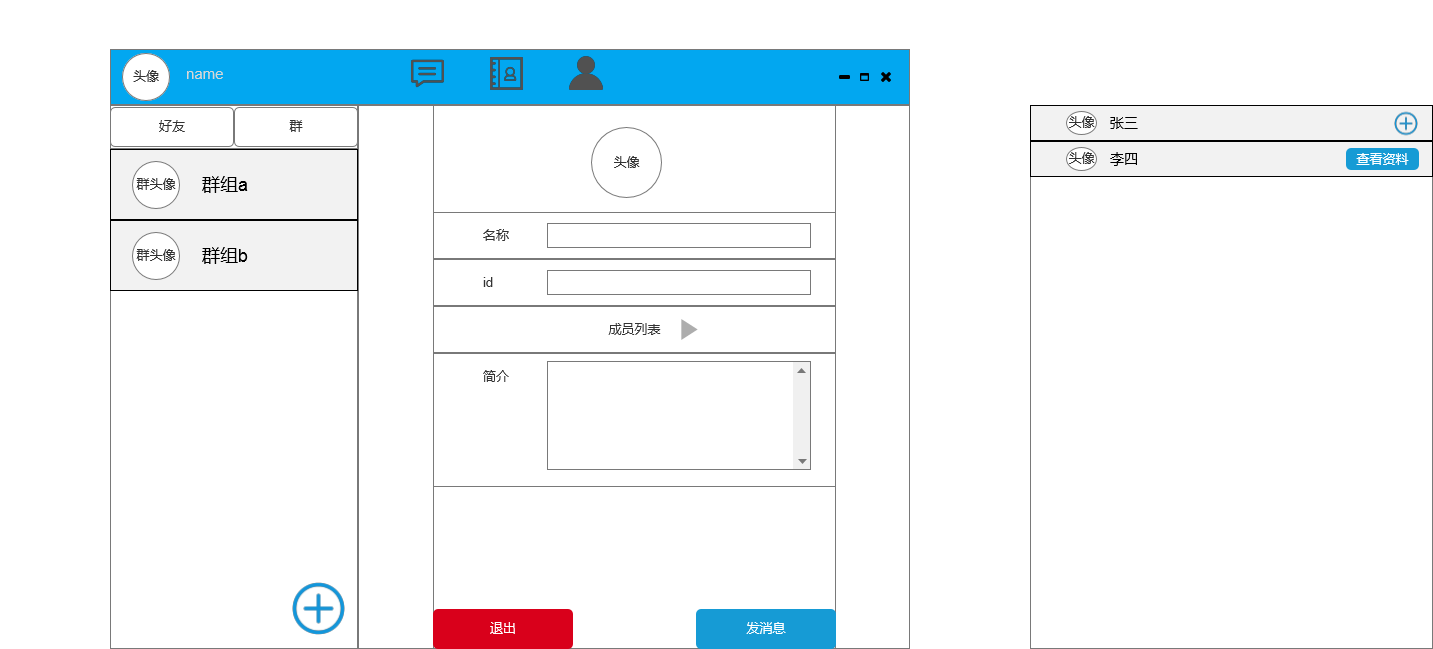 头像 name
好友 群
群头像 群组a
群头像 群组b
头像
名称
id
成员列表
简介
退出 发消息
头像 张三
头像 李四 查看资料